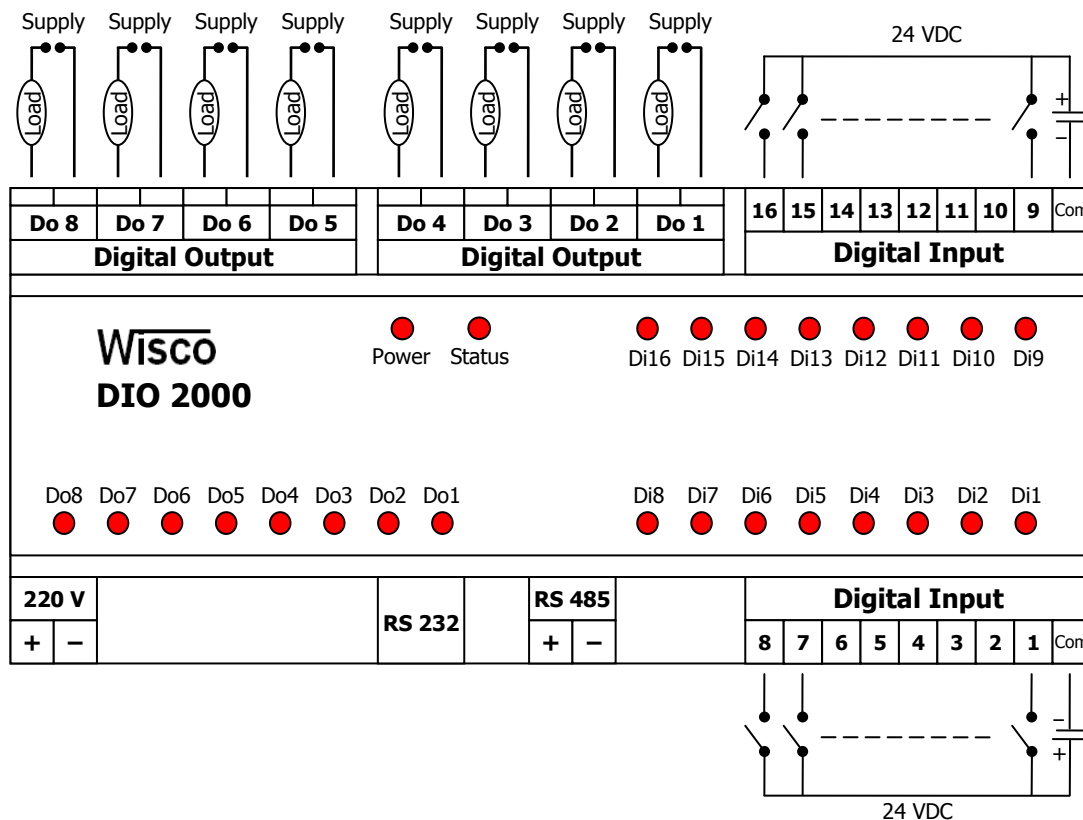 Supply Supply Supply Supply Supply Supply Supply Supply
24 VDC
Load Load Load Load Load Load Load Load
+
−
Do 8 Do 7 Do 6 Do 5 Do 4 Do 3 Do 2 Do 1 16 15 14 13 12 11 10 9 Com
Digital Output Digital Output Digital Input
Wisco
DIO 2000
Power Status Di16 Di15 Di14 Di13 Di12 Di11 Di10 Di9
Do8 Do7 Do6 Do5 Do4 Do3 Do2 Do1 Di8 Di7 Di6 Di5 Di4 Di3 Di2 Di1
220 V RS 232 RS 485 Digital Input
+ − + − 8 7 6 5 4 3 2 1 Com
−
+
24 VDC